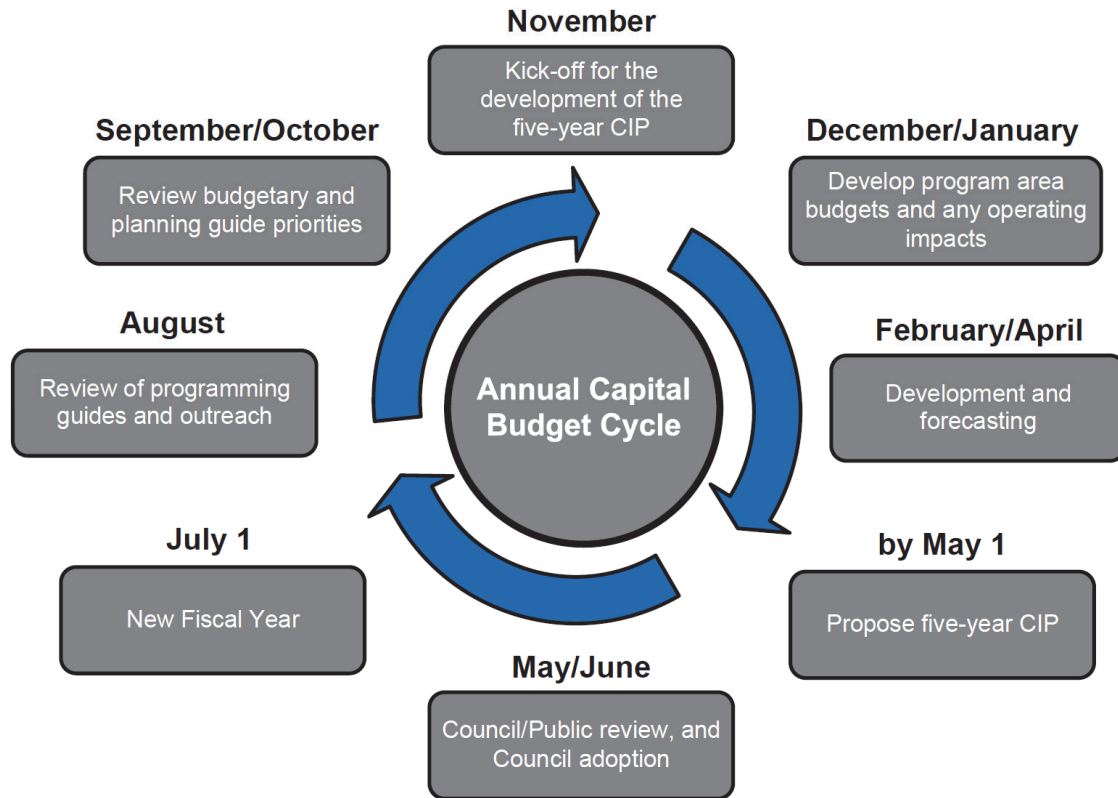 November
Kick-off for the
development of the
five-year CIP
December/January
Develop program area
budgets and any operating
impacts
February/April
Development and
forecasting
by May 1
Propose five-year CIP
May/June
Council/Public review, and
Council adoption
July 1
New Fiscal Year
August
Review of programming
guides and outreach
September/October
Review budgetary and
planning guide priorities
Annual Capital
Budget Cycle